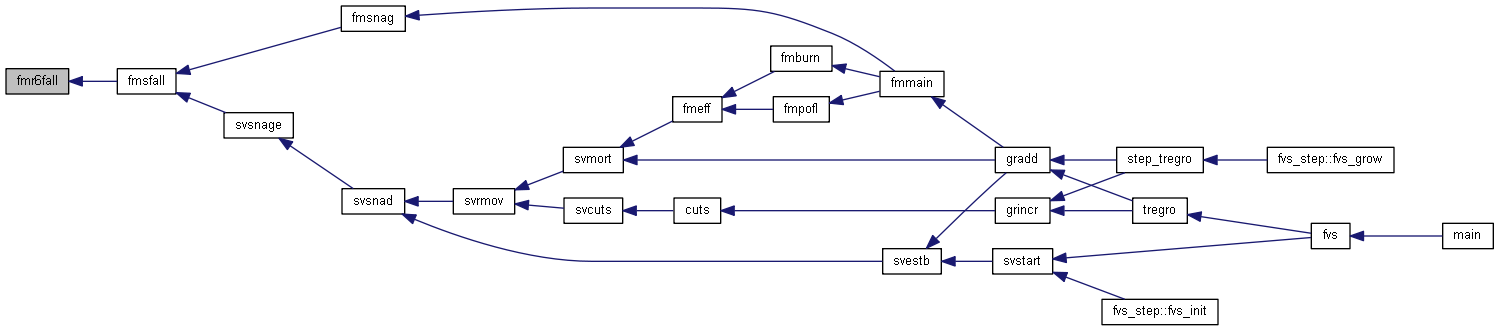 fmr6fall
fmsfall
fmsnag
svsnage
svsnad
svrmov
svmort
svcuts
fmeff
cuts
fmburn
fmpofl
fmmain
svestb
gradd
grincr
svstart
step_tregro
tregro
fvs_step::fvs_init
fvs_step::fvs_grow
fvs
main